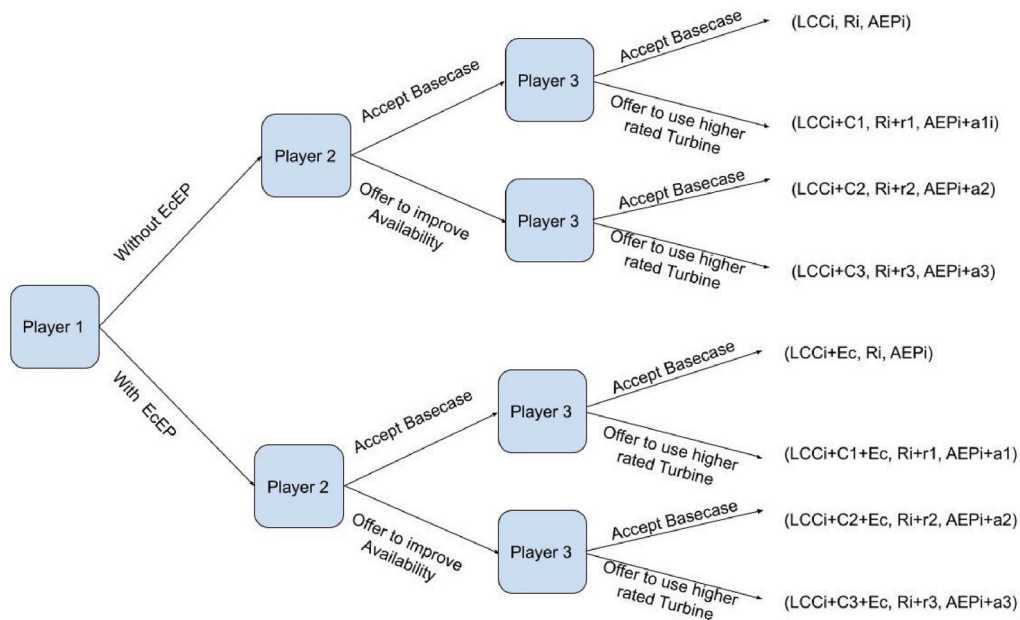 Player 1
Without EcEP
With EcEP
Player 2
Accept Basecase
Offer to improve
Availability
Player 3
Accept Basecase
(LCCi, Ri, AEPi)
Offer to use higher
rated Turbine
(LCCi+C1, Ri+r1, AEPi+a1i)
Player 3
Accept Basecase
(LCCi+C2, Ri+r2, AEPi+a2)
Offer to use higher
rated Turbine
(LCCi+C3, Ri+r3, AEPi+a3)
Player 2
Accept Basecase
Offer to improve
Availability
Player 3
Accept Basecase
(LCCi+Ec, Ri, AEPi)
Offer to use higher
rated Turbine
(LCCi+C1+Ec, Ri+r1, AEPi+a1)
Player 3
Accept Basecase
(LCCi+C2+Ec, Ri+r2, AEPi+a2)
Offer to use higher
rated Turbine
(LCCi+C3+Ec, Ri+r3, AEPi+a3)